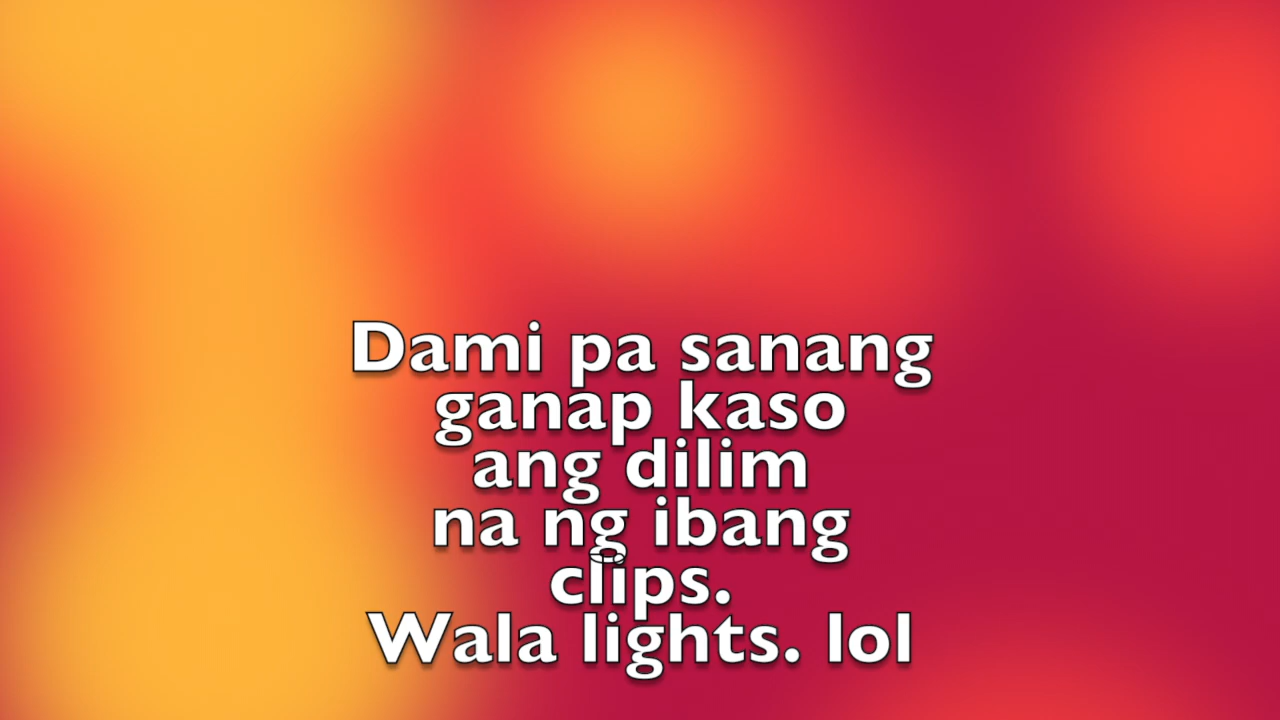 Dami pa sanang
ganap kaso
ang dilim
na ng ibang
clips.
Wala lights. lol